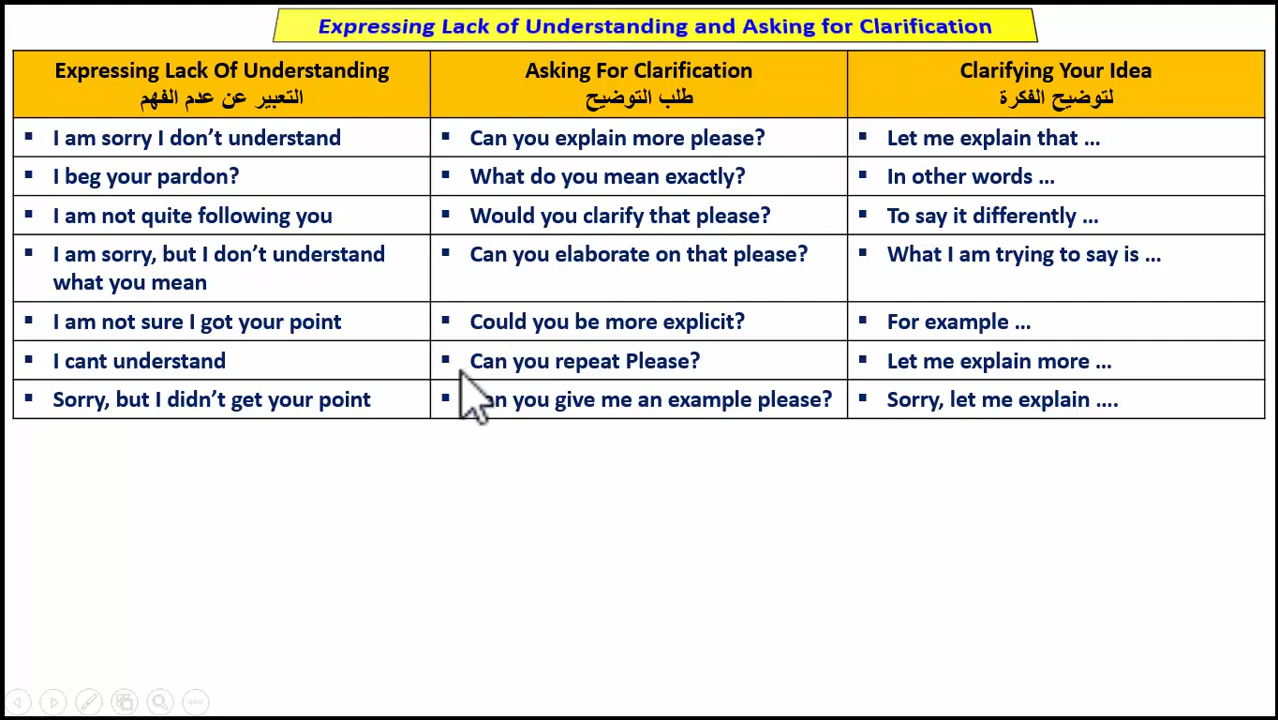 Expressing Lack of Understanding and Asking for Clarification
Expressing Lack Of Understanding
التعبير عن عدم الفهم
Asking For Clarification
طلب التوضيح
Clarifying Your Idea
لتوضيح الفكرة
▪ I am sorry I don’t understand
▪ Can you explain more please?
▪ Let me explain that ...
▪ I beg your pardon?
▪ What do you mean exactly?
▪ In other words ...
▪ I am not quite following you
▪ Would you clarify that please?
▪ To say it differently ...
▪ I am sorry, but I don’t understand
what you mean
▪ Can you elaborate on that please?
▪ What I am trying to say is ...
▪ I am not sure I got your point
▪ Could you be more explicit?
▪ For example ...
▪ I cant understand
▪ Can you repeat Please?
▪ Let me explain more ...
▪ Sorry, but I didn’t get your point
▪ Can you give me an example please?
▪ Sorry, let me explain ....